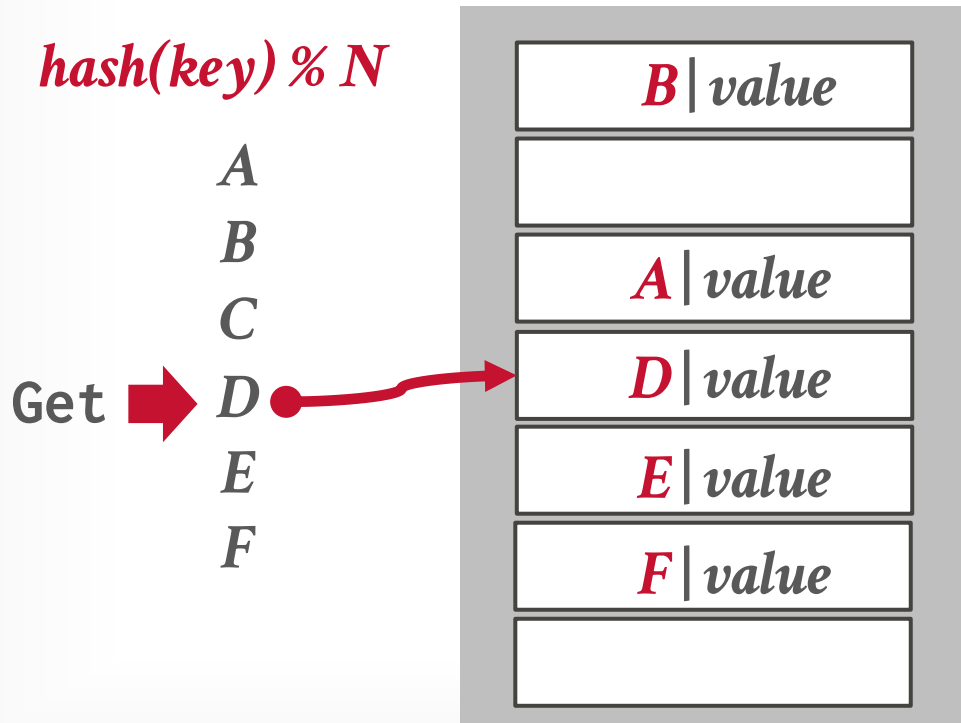 hash(key) % N
A
B
C
Get D
E
F
B|value
A|value
D|value
E|value
F|value